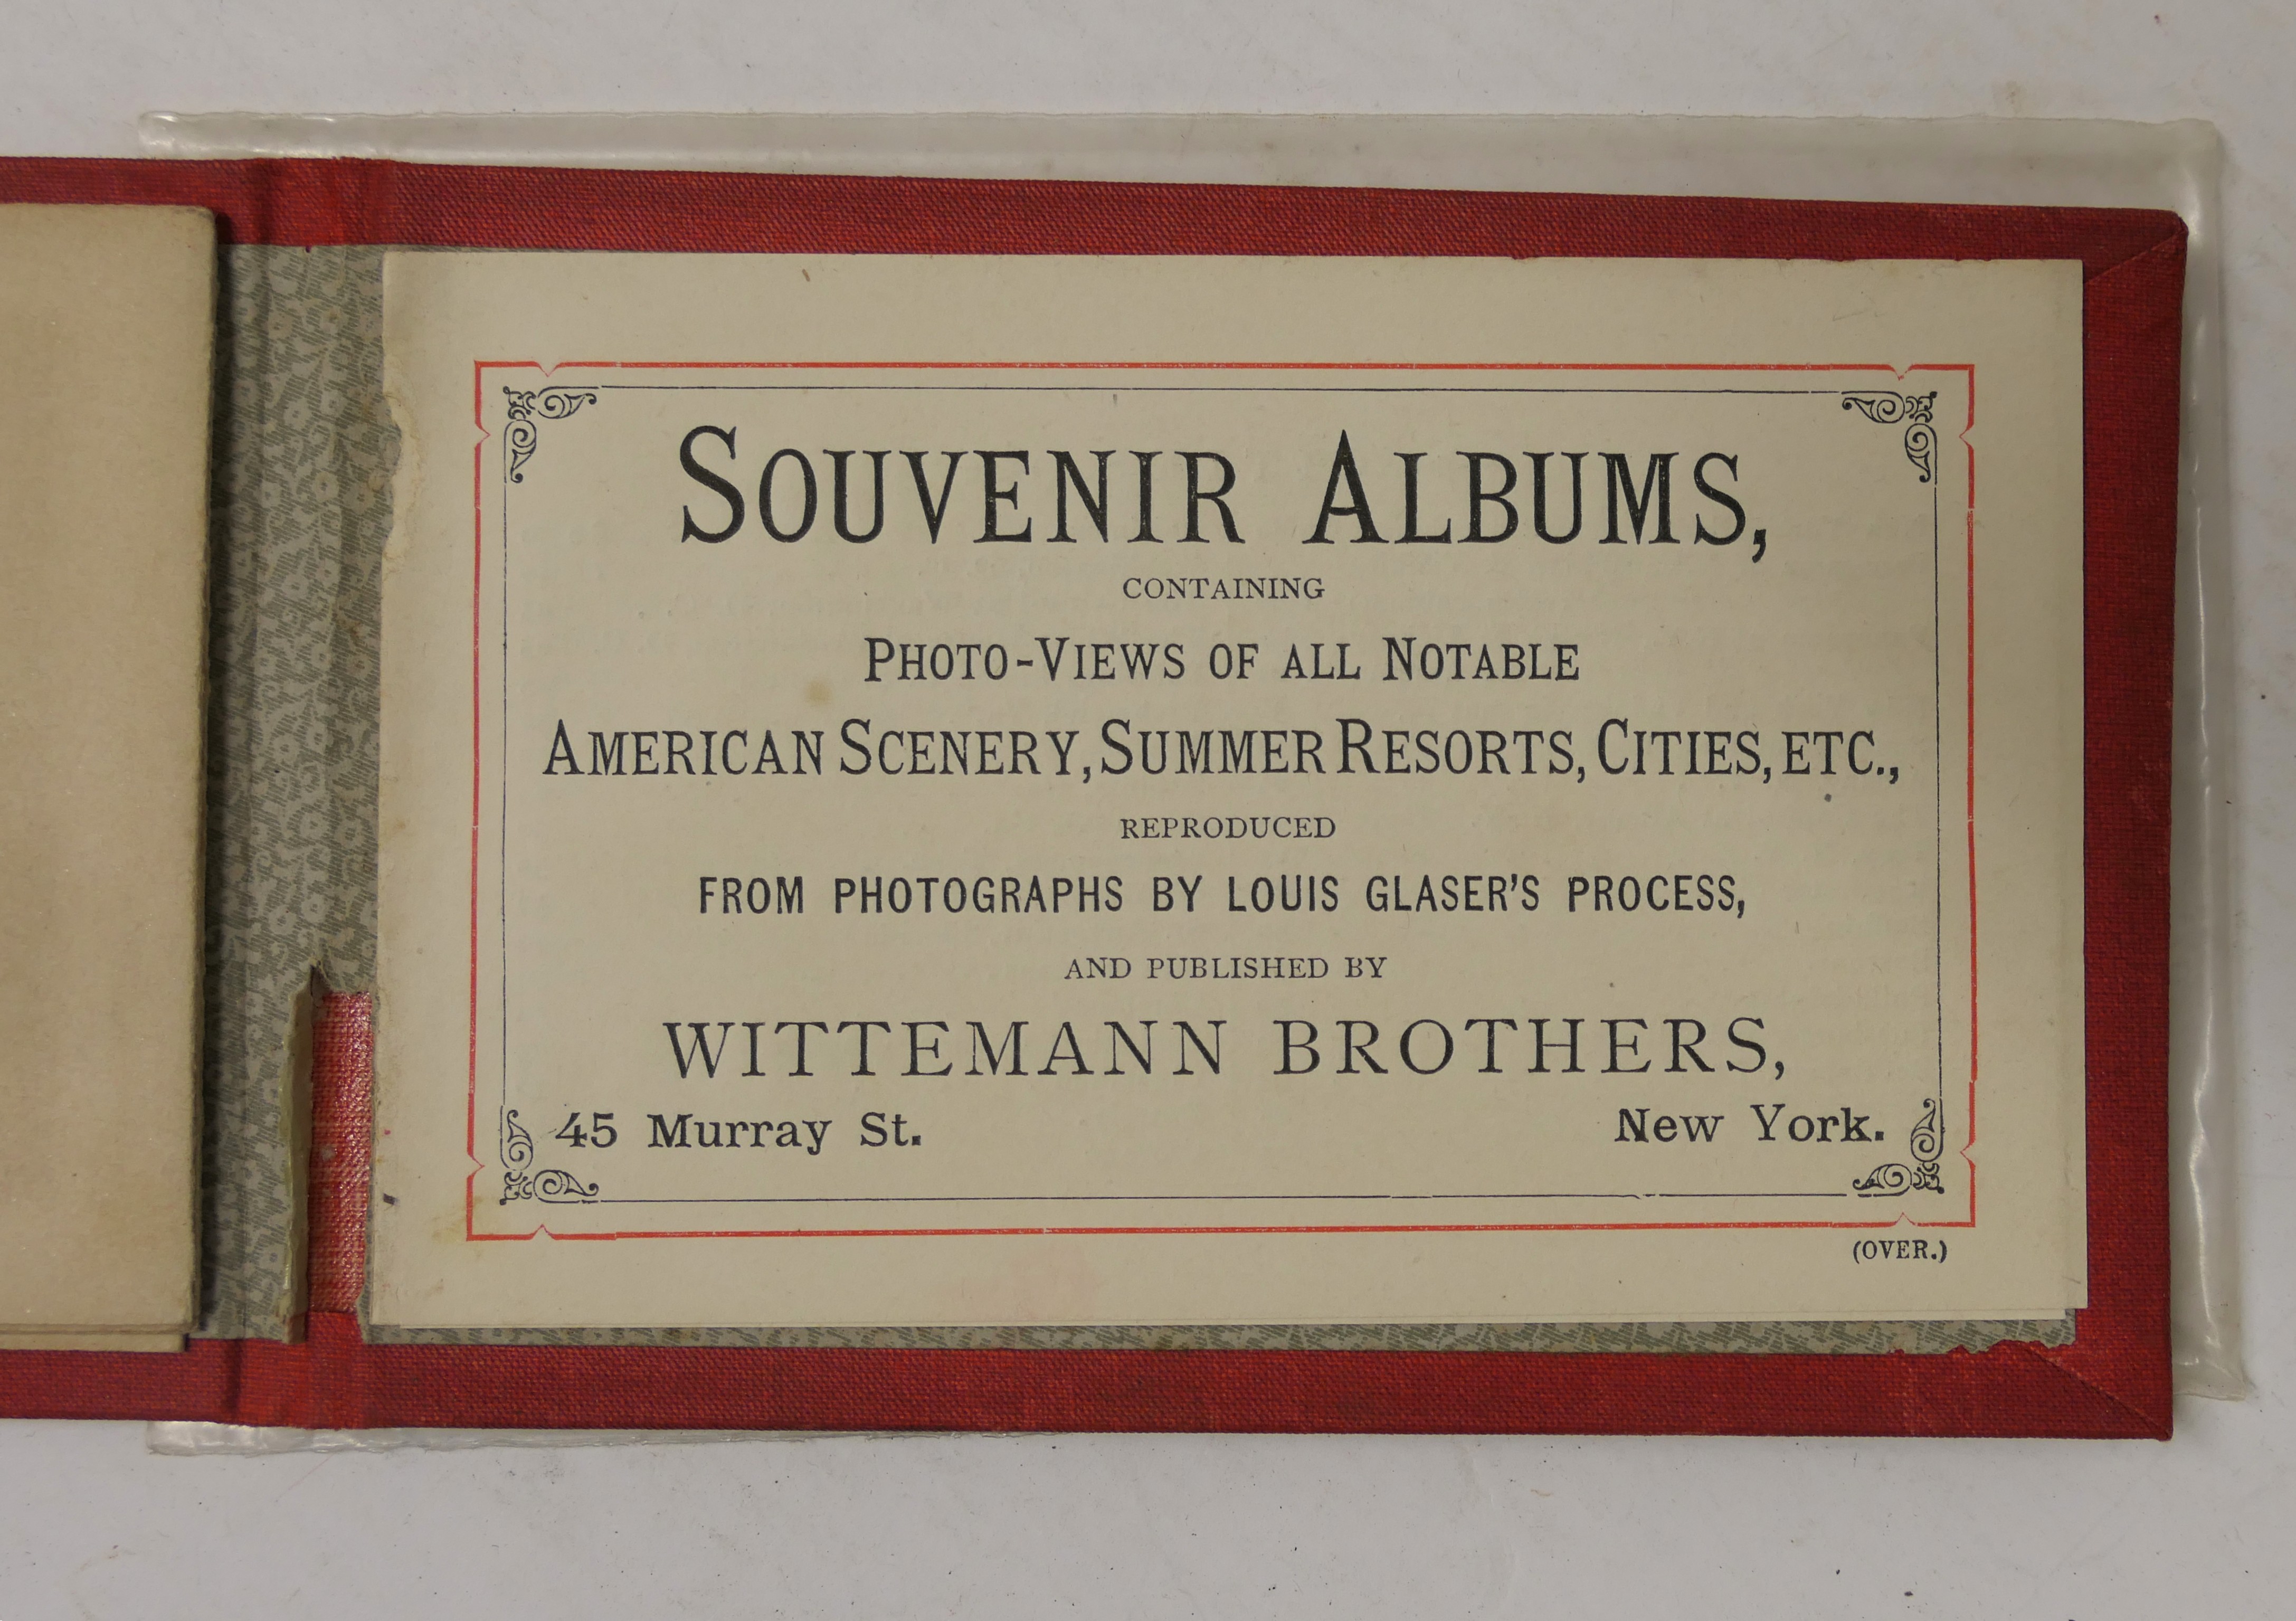 SOUVENIR ALBUMS,
CONTAINING
PHOTO-VIEWS OF ALL NOTABLE
AMERICAN SCENERY, SUMMER RESORTS, CITIES, ETC.,
REPRODUCED
FROM PHOTOGRAPHS BY LOUIS GLASER'S PROCESS,
AND PUBLISHED BY
WITTEMANN BROTHERS,
45 Murray St. New York.
(OVER.)